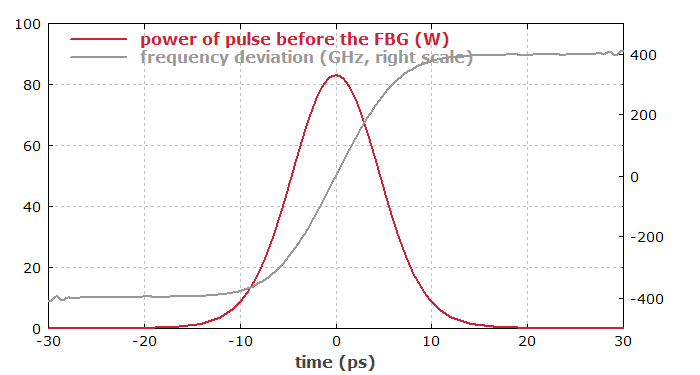 power of pulse before the FBG (W)
frequency deviation (GHz, right scale)
100
80
60
40
20
0
400
200
0
-200
-400
-30 -20 -10 0 10 20 30
time (ps)